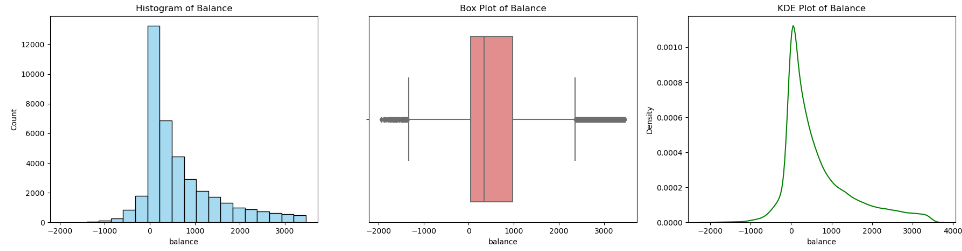 Histogram of Balance
Count
12000
10000
8000
6000
4000
2000
0
−2000 −1000 0 1000 2000 3000
balance
Box Plot of Balance
−2000 −1000 0 1000 2000 3000
balance
KDE Plot of Balance
Density
0.0010
0.0008
0.0006
0.0004
0.0002
0.0000
−2000 −1000 0 1000 2000 3000 4000
balance